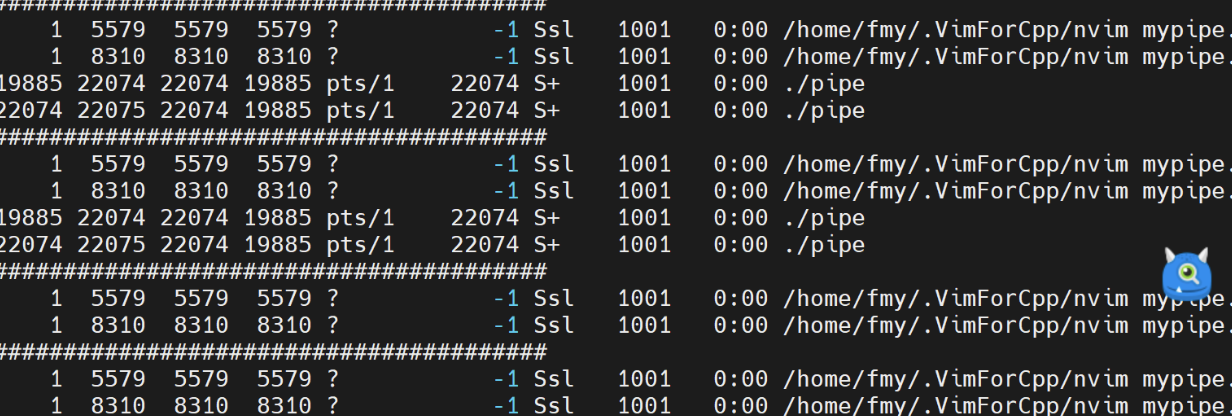 ##########################################
1 5579 5579 5579 ? -1 Ssl 1001 0:00 /home/fmy/.VimForCpp/nvim mypipe.
1 8310 8310 8310 ? -1 Ssl 1001 0:00 /home/fmy/.VimForCpp/nvim mypipe.
19885 22074 22074 19885 pts/1 22074 S+ 1001 0:00 ./pipe
22074 22075 22074 19885 pts/1 22074 S+ 1001 0:00 ./pipe
##########################################
1 5579 5579 5579 ? -1 Ssl 1001 0:00 /home/fmy/.VimForCpp/nvim mypipe.
1 8310 8310 8310 ? -1 Ssl 1001 0:00 /home/fmy/.VimForCpp/nvim mypipe.
19885 22074 22074 19885 pts/1 22074 S+ 1001 0:00 ./pipe
22074 22075 22074 19885 pts/1 22074 S+ 1001 0:00 ./pipe
##########################################
1 5579 5579 5579 ? -1 Ssl 1001 0:00 /home/fmy/.VimForCpp/nvim mypipe.
1 8310 8310 8310 ? -1 Ssl 1001 0:00 /home/fmy/.VimForCpp/nvim mypipe.
##########################################
1 5579 5579 5579 ? -1 Ssl 1001 0:00 /home/fmy/.VimForCpp/nvim mypipe.
1 8310 8310 8310 ? -1 Ssl 1001 0:00 /home/fmy/.VimForCpp/nvim mypipe.